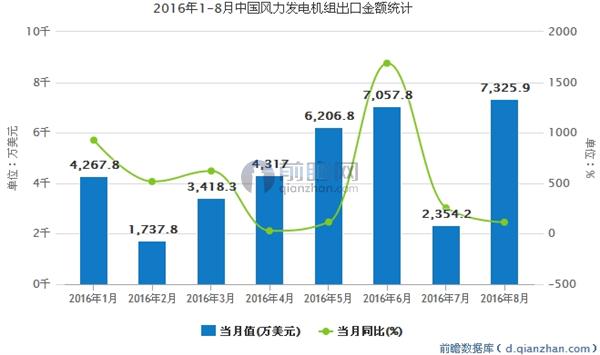 2016年1-8月中国风力发电机组出口金额统计
10千
8千
6千
4千
2千
0千
单位：万美元
2000
1500
1000
500
0
-500
单位：%
4,267.8
1,737.8
3,418.3
4,317
6,206.8
7,057.8
2,354.2
7,325.9
前瞻网
qianzhan.com
2016年1月
2016年2月
2016年3月
2016年4月
2016年5月
2016年6月
2016年7月
2016年8月
当月值(万美元)
当月同比(%)
前瞻数据库(d.qianzhan.com)